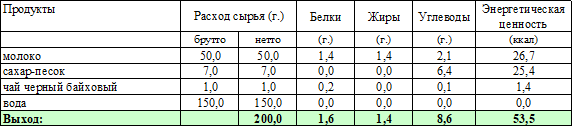 Продукты Расход сырья (г.) Белки Жиры Углеводы Энергетическая ценность
брутто нетто (г.) (г.) (г.) (ккал)
молоко 50,0 50,0 1,4 1,4 2,1 26,7
сахар-песок 7,0 7,0 0,0 0,0 6,4 25,4
чай черный байховый 1,0 1,0 0,2 0,0 0,1 1,4
вода 150,0 150,0 0,0 0,0 0,0 0,0
Выход: 200,0 1,6 1,4 8,6 53,5